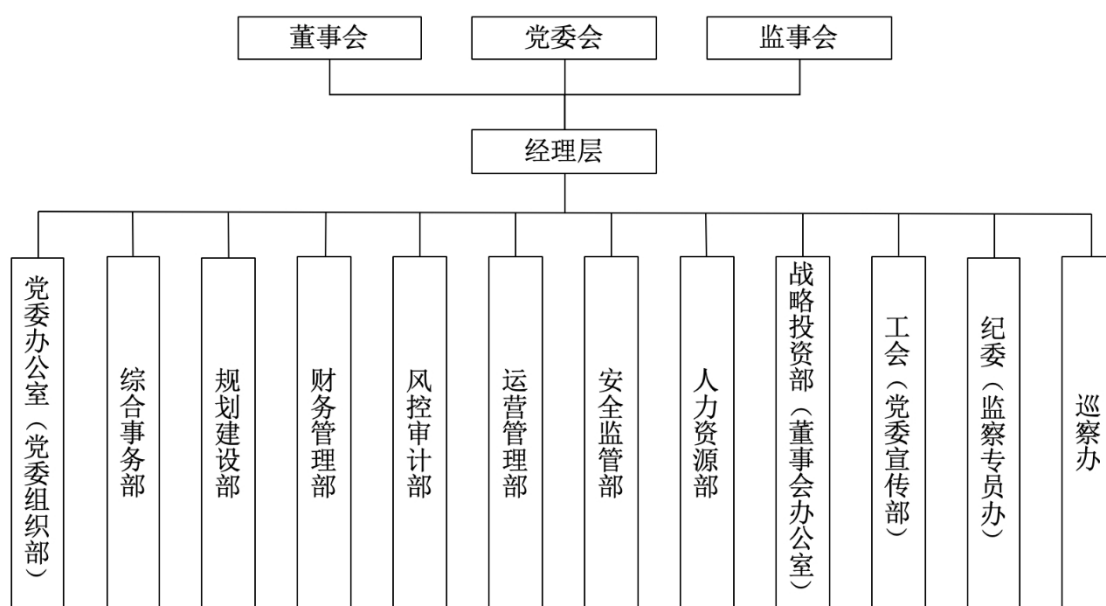 董事会
党委会
监事会
经理层
党委办公室（党委组织部）
综合事务部
规划建设部
财务管理部
风控审计部
运营管理部
安全监管部
人力资源部
战略投资部（董事会办公室）
工会（党委宣传部）
纪委（监察专员办）
巡察办